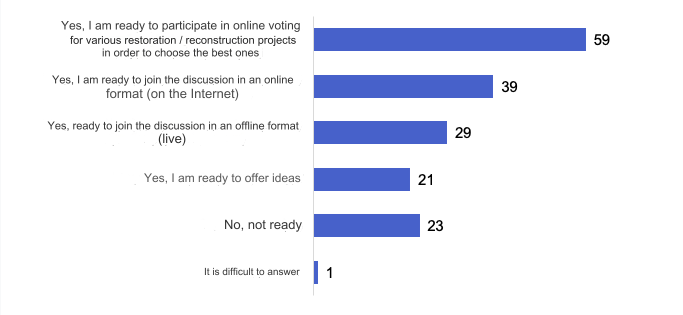 Yes, I am ready to participate in online voting
for various restoration / reconstruction projects
in order to choose the best ones
59
Yes, I am ready to join the discussion in an online
format (on the Internet)
39
Yes, ready to join the discussion in an offline format
(live)
29
Yes, I am ready to offer ideas
21
No, not ready
23
It is difficult to answer
1